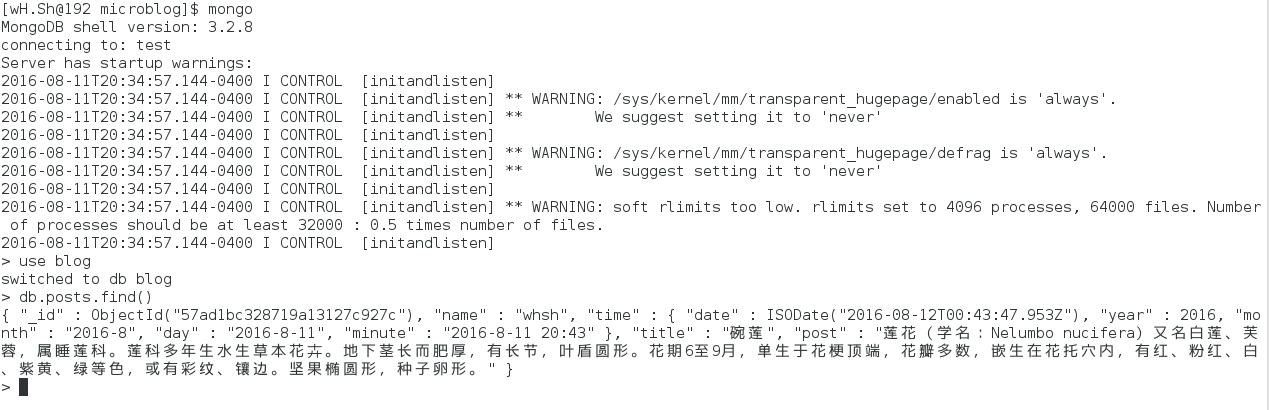 [wH.Sh@192 microblog]$ mongo
MongoDB shell version: 3.2.8
connecting to: test
Server has startup warnings:
2016-08-11T20:34:57.144-0400 I CONTROL  [initandlisten]
2016-08-11T20:34:57.144-0400 I CONTROL  [initandlisten] ** WARNING: /sys/kernel/mm/transparent_hugepage/enabled is 'always'.
2016-08-11T20:34:57.144-0400 I CONTROL  [initandlisten] **        We suggest setting it to 'never'
2016-08-11T20:34:57.144-0400 I CONTROL  [initandlisten]
2016-08-11T20:34:57.144-0400 I CONTROL  [initandlisten] ** WARNING: /sys/kernel/mm/transparent_hugepage/defrag is 'always'.
2016-08-11T20:34:57.144-0400 I CONTROL  [initandlisten] **        We suggest setting it to 'never'
2016-08-11T20:34:57.144-0400 I CONTROL  [initandlisten]
2016-08-11T20:34:57.144-0400 I CONTROL  [initandlisten] ** WARNING: soft rlimits too low. rlimits set to 4096 processes, 64000 files. Number
 of processes should be at least 32000 : 0.5 times number of files.
2016-08-11T20:34:57.144-0400 I CONTROL  [initandlisten]
> use blog
switched to db blog
> db.posts.find()
{ "_id" : ObjectId("57ad1bc328719a13127c927c"), "name" : "whsh", "time" : { "date" : ISODate("2016-08-12T00:43:47.953Z"), "year" : 2016, "mo
nth" : "2016-8", "day" : "2016-8-11", "minute" : "2016-8-11 20:43" }, "title" : "碗莲", "post" : "莲花（学名：Nelumbo nucifera）又名白莲、芙
蓉，属睡莲科。莲科多年生水生草本花卉。地下茎长而肥厚，有长节，叶盾圆形。花期6至9月，单生于花梗顶端，花瓣多数，嵌生在花托穴内，有红、粉红、白
、紫黄、绿等色，或有彩纹、镶边。坚果椭圆形，种子卵形。" }
>